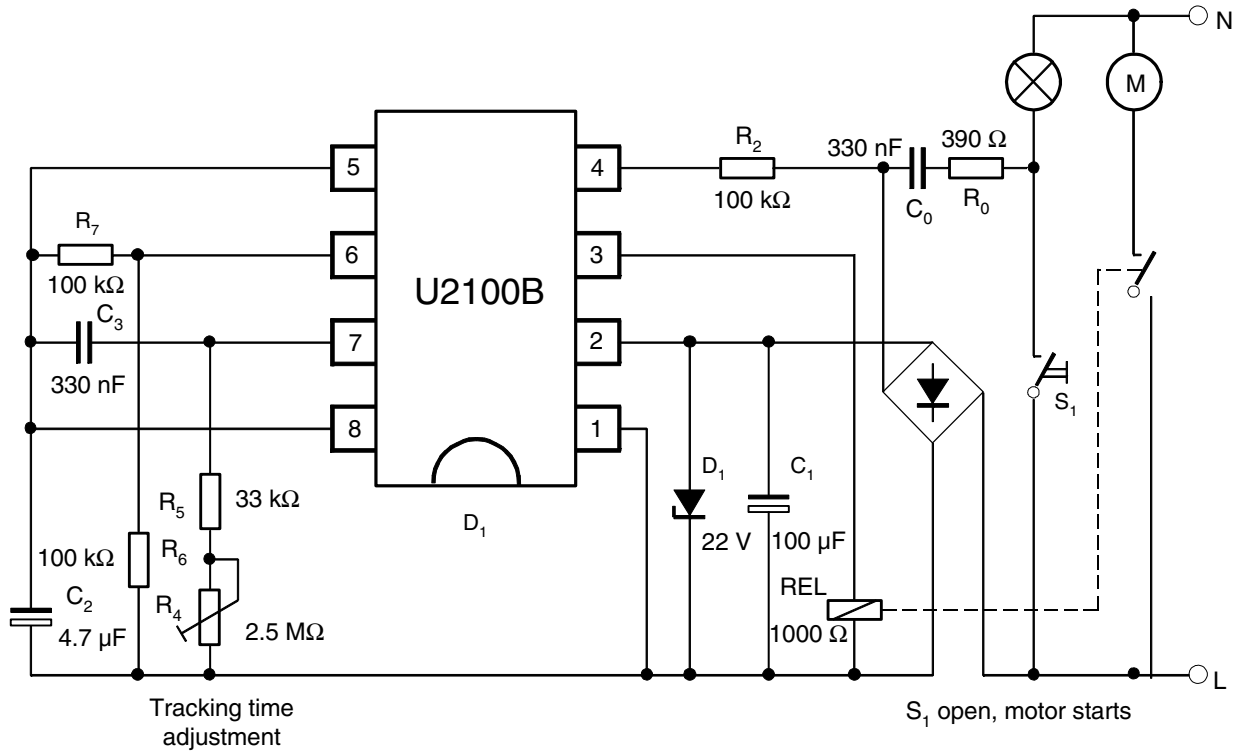 N
M
R2
330 nF
390 Ω
5
4
100 kΩ
C0
R0
R7
6
3
100 kΩ
U2100B
C3
7
2
330 nF
S1
8
1
D1
C1
R5
33 kΩ
D1
22 V
100 µF
100 kΩ
R6
C2
R4
REL
4.7 µF
2.5 MΩ
1000 Ω
L
Tracking time
adjustment
S1 open, motor starts